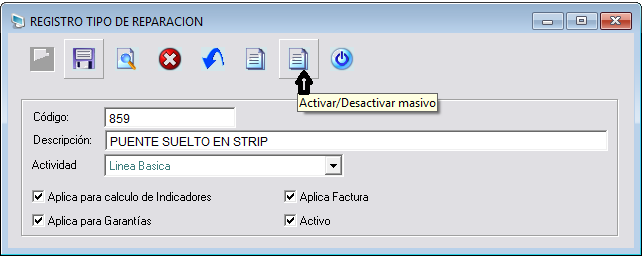 REGISTRO TIPO DE REPARACION
Activar/Desactivar masivo
Código: 859
Descripción: PUENTE SUELTO EN STRIP
Actividad Linea Basica
Aplica para calculo de Indicadores Aplica Factura
Aplica para Garantías Activo